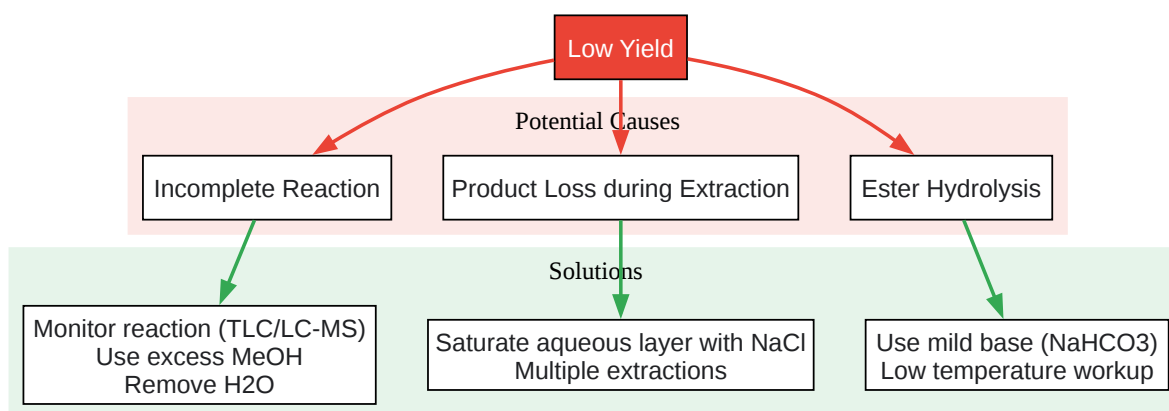 Low Yield
Potential Causes
Incomplete Reaction
Product Loss during Extraction
Ester Hydrolysis
Solutions
Monitor reaction (TLC/LC-MS)
Use excess MeOH
Remove H2O
Saturate aqueous layer with NaCl
Multiple extractions
Use mild base (NaHCO3)
Low temperature workup